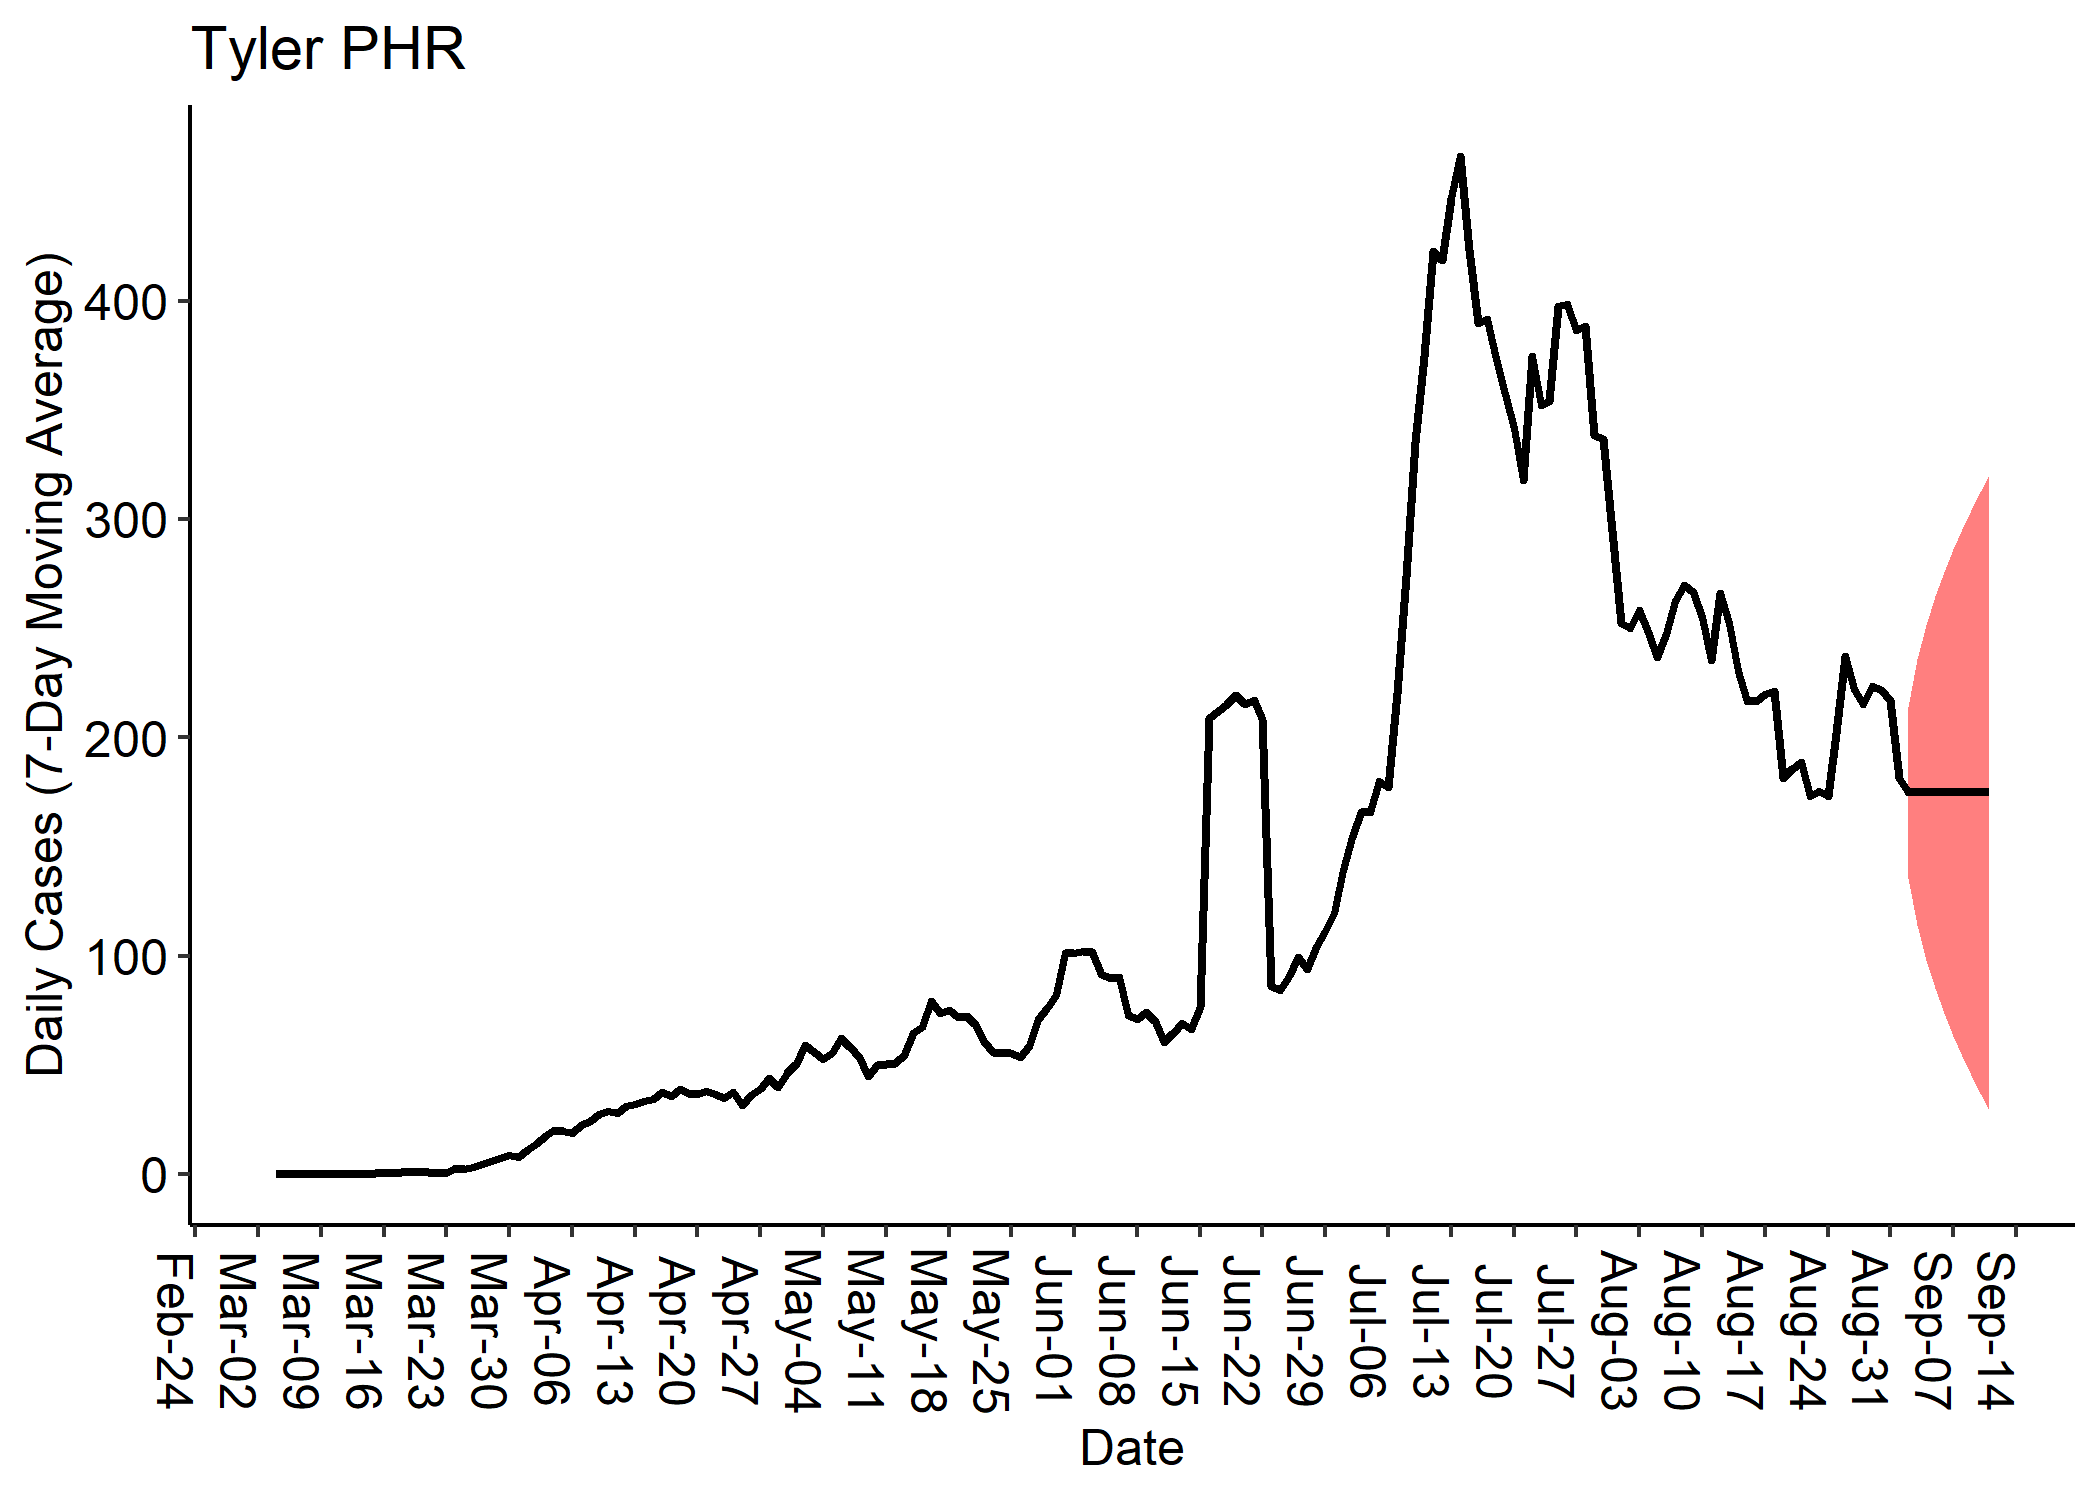 Tyler PHR
Daily Cases (7-Day Moving Average)
400
300
200
100
0
Feb-24
Mar-02
Mar-09
Mar-16
Mar-23
Mar-30
Apr-06
Apr-13
Apr-20
Apr-27
May-04
May-11
May-18
May-25
Jun-01
Jun-08
Jun-15
Jun-22
Jun-29
Jul-06
Jul-13
Jul-20
Jul-27
Aug-03
Aug-10
Aug-17
Aug-24
Aug-31
Sep-07
Sep-14
Date